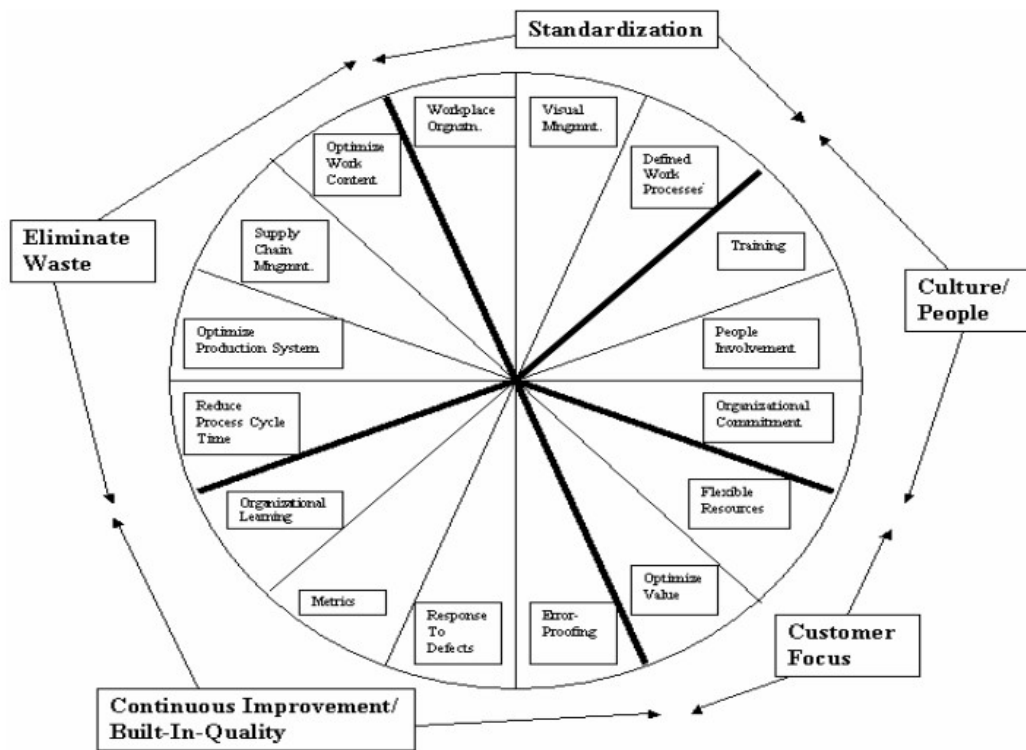 Standardization
Workplace
Orgnztn.
Visual
Mngmnt.
Optimize
Work
Content
Defined
Work
Processes
Eliminate
Waste
Supply
Chain
Mngmnt.
Training
Culture/
People
Optimize
Production System
People
Involvement
Reduce
Process Cycle
Time
Organizational
Commitment
Organizational
Learning
Flexible
Resources
Metrics
Response
To
Defects
Error-
Proofing
Optimize
Value
Customer
Focus
Continuous Improvement/
Built-In-Quality